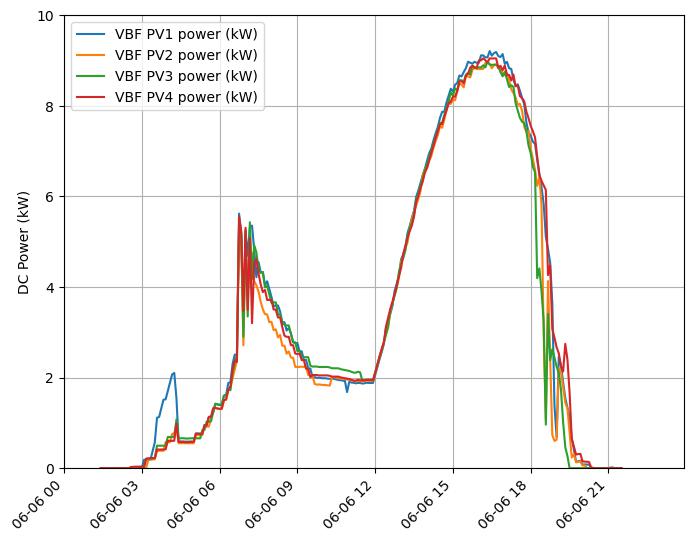 VBF PV1 power (kW)
VBF PV2 power (kW)
VBF PV3 power (kW)
VBF PV4 power (kW)
10
8
6
4
2
0
DC Power (kW)
06-06 00
06-06 03
06-06 06
06-06 09
06-06 12
06-06 15
06-06 18
06-06 21